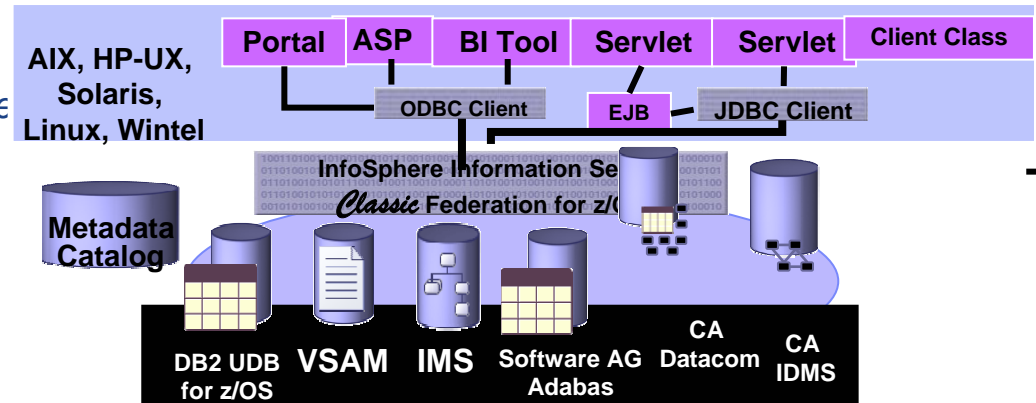 AIX, HP-UX,
Solaris,
Linux, Wintel
Portal
ASP
BI Tool
Servlet
Servlet
Client Class
ODBC Client
EJB
JDBC Client
InfoSphere Information Se
Classic Federation for z/
Metadata
Catalog
DB2 UDB
for z/OS
VSAM
IMS
Software AG
Adabas
CA
Datacom
CA
IDMS